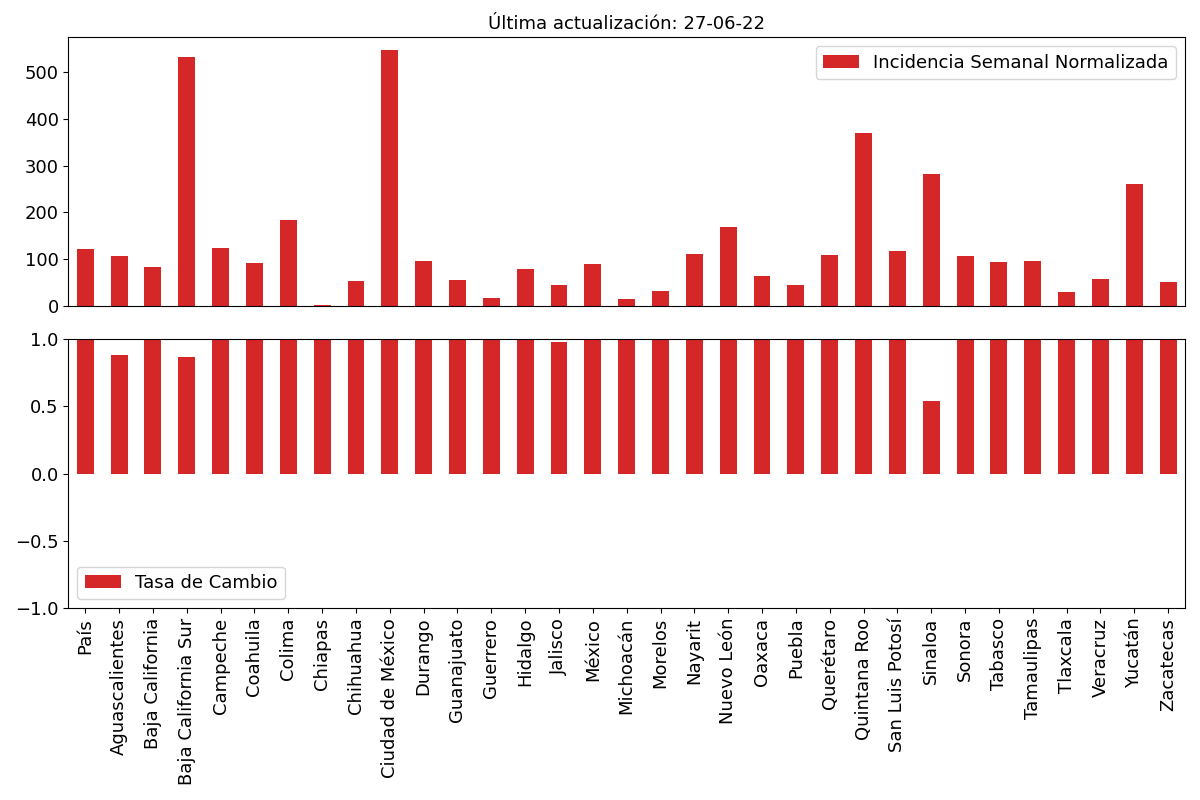 Última actualización: 27-06-22
Incidencia Semanal Normalizada
500
400
300
200
100
0
1.0
0.5
0.0
−0.5
−1.0
Tasa de Cambio
País
Aguascalientes
Baja California
Baja California Sur
Campeche
Coahuila
Colima
Chiapas
Chihuahua
Ciudad de México
Durango
Guanajuato
Guerrero
Hidalgo
Jalisco
México
Michoacán
Morelos
Nayarit
Nuevo León
Oaxaca
Puebla
Querétaro
Quintana Roo
San Luis Potosí
Sinaloa
Sonora
Tabasco
Tamaulipas
Tlaxcala
Veracruz
Yucatán
Zacatecas